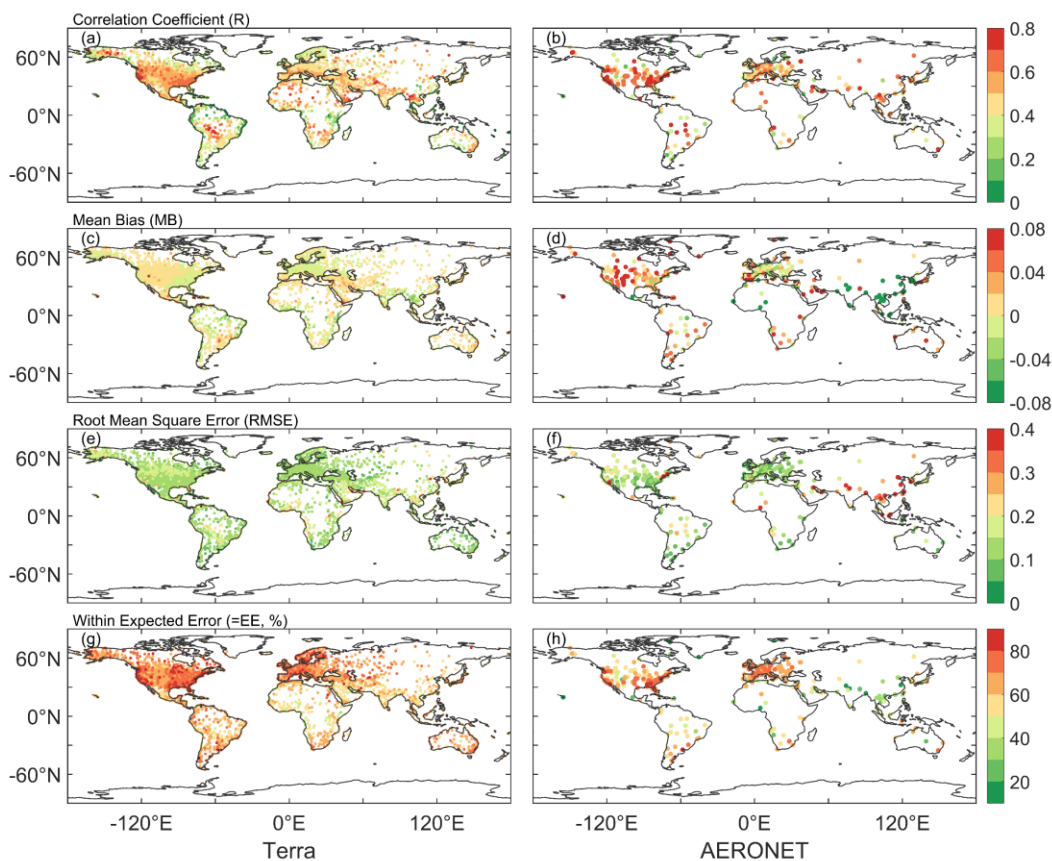 Correlation Coefficient (R)
(a)
(b)
60°N
0°N
-60°N
0.8
0.6
0.4
0.2
0
Mean Bias (MB)
(c)
(d)
60°N
0°N
-60°N
0.08
0.04
0
-0.04
-0.08
Root Mean Square Error (RMSE)
(e)
(f)
60°N
0°N
-60°N
0.4
0.3
0.2
0.1
0
Within Expected Error (=EE, %)
(g)
(h)
60°N
0°N
-60°N
80
60
40
20
-120°E 0°E 120°E
-120°E 0°E 120°E
Terra
AERONET